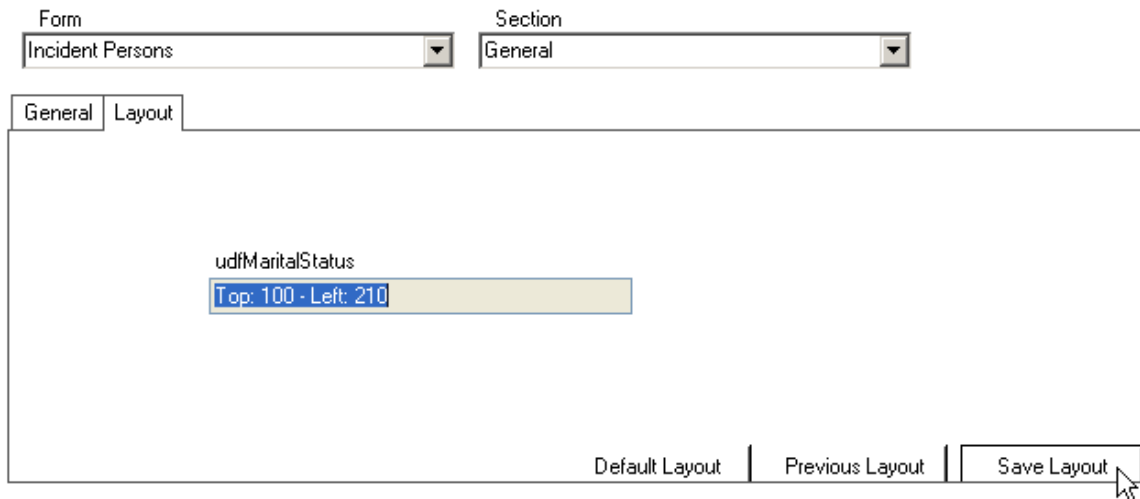 Form Section
Incident Persons General
General Layout
udfMaritalStatus
Top: 100 - Left: 210
Default Layout Previous Layout Save Layout